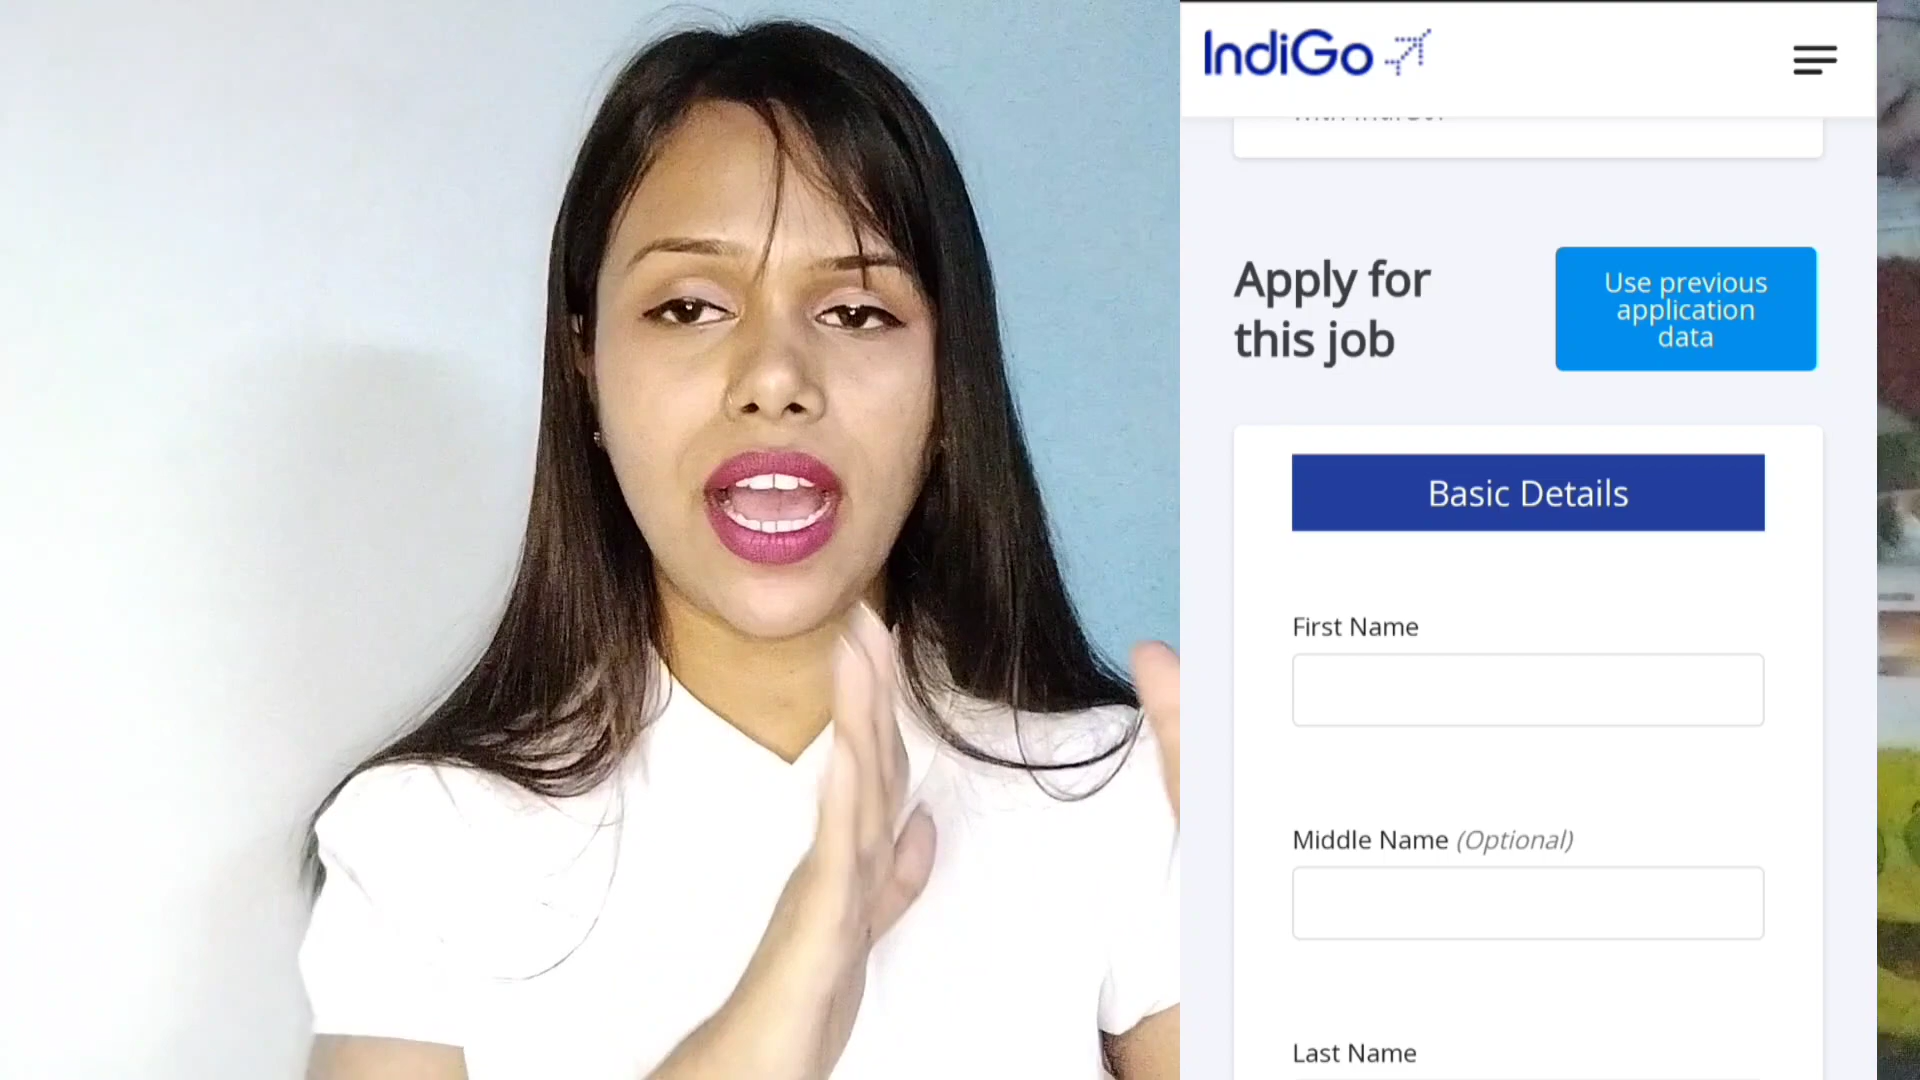 IndiGo
Apply for
this job
Use previous
application
data
Basic Details
First Name
Middle Name (Optional)
Last Name